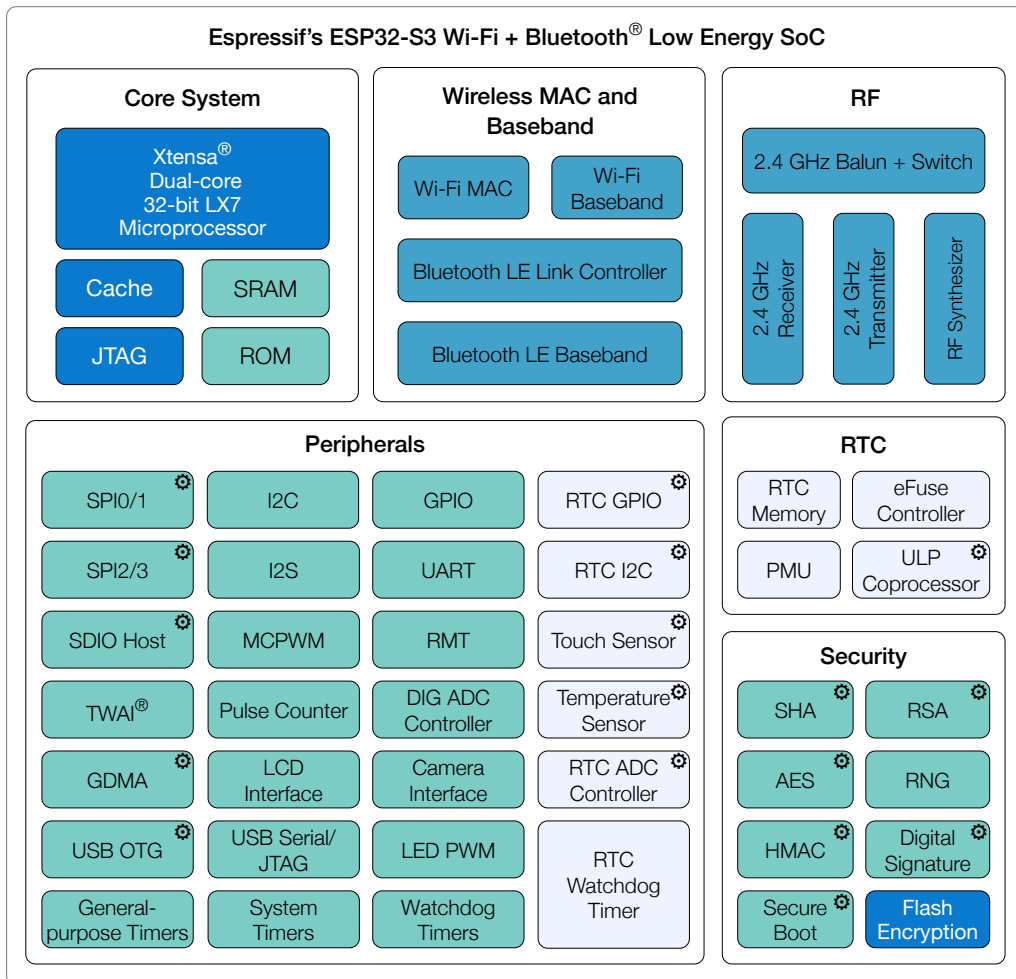 Espressif's ESP32-S3 Wi-Fi + Bluetooth® Low Energy SoC
Core System
Xtensa®
Dual-core
32-bit LX7
Microprocessor
Cache
SRAM
JTAG
ROM
Wireless MAC and
Baseband
Wi-Fi MAC
Wi-Fi
Baseband
Bluetooth LE Link Controller
Bluetooth LE Baseband
RF
2.4 GHz Balun + Switch
2.4 GHz
Receiver
2.4 GHz
Transmitter
RF Synthesizer
Peripherals
SPI0/1
I2C
GPIO
RTC GPIO
SPI2/3
I2S
UART
RTC I2C
SDIO Host
MCPWM
RMT
Touch Sensor
TWAI®
Pulse Counter
DIG ADC
Controller
Temperature
Sensor
GDMA
LCD
Interface
Camera
Interface
RTC ADC
Controller
USB OTG
USB Serial/
JTAG
LED PWM
RTC
Watchdog
Timer
General-
purpose Timers
System
Timers
Watchdog
Timers
RTC
RTC
Memory
eFuse
Controller
PMU
ULP
Coprocessor
Security
SHA
RSA
AES
RNG
HMAC
Digital
Signature
Secure
Boot
Flash
Encryption